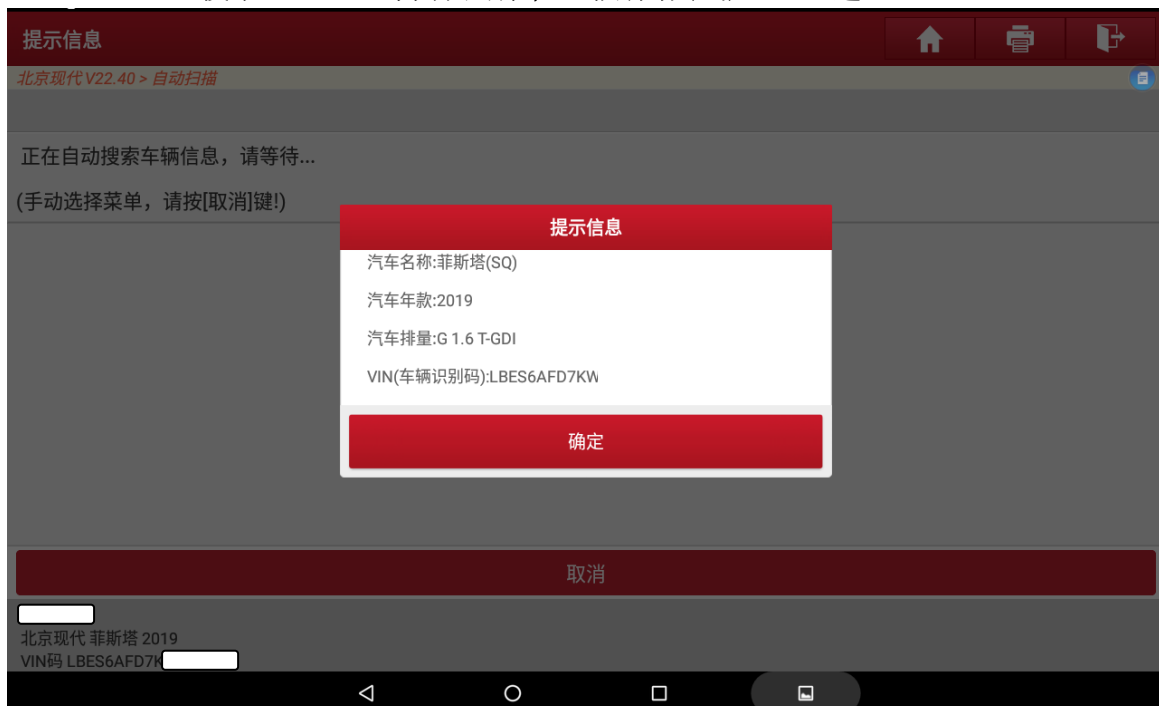 提示信息
北京现代 V22.40 > 自动扫描
正在自动搜索车辆信息，请等待...
(手动选择菜单，请按[取消]键!)
提示信息
汽车名称:菲斯塔(SQ)
汽车年款:2019
汽车排量:G 1.6 T-GDI
VIN(车辆识别码):LBES6AFD7KW
确定
取消
北京现代 菲斯塔 2019
VIN码 LBES6AFD7K